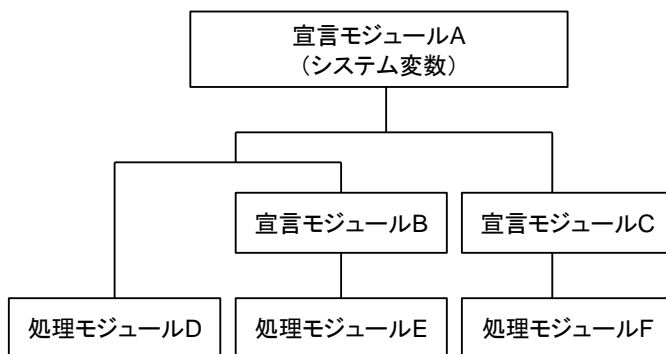 宣言モジュールA
(システム変数)
宣言モジュールB
宣言モジュールC
処理モジュールD
処理モジュールE
処理モジュールF